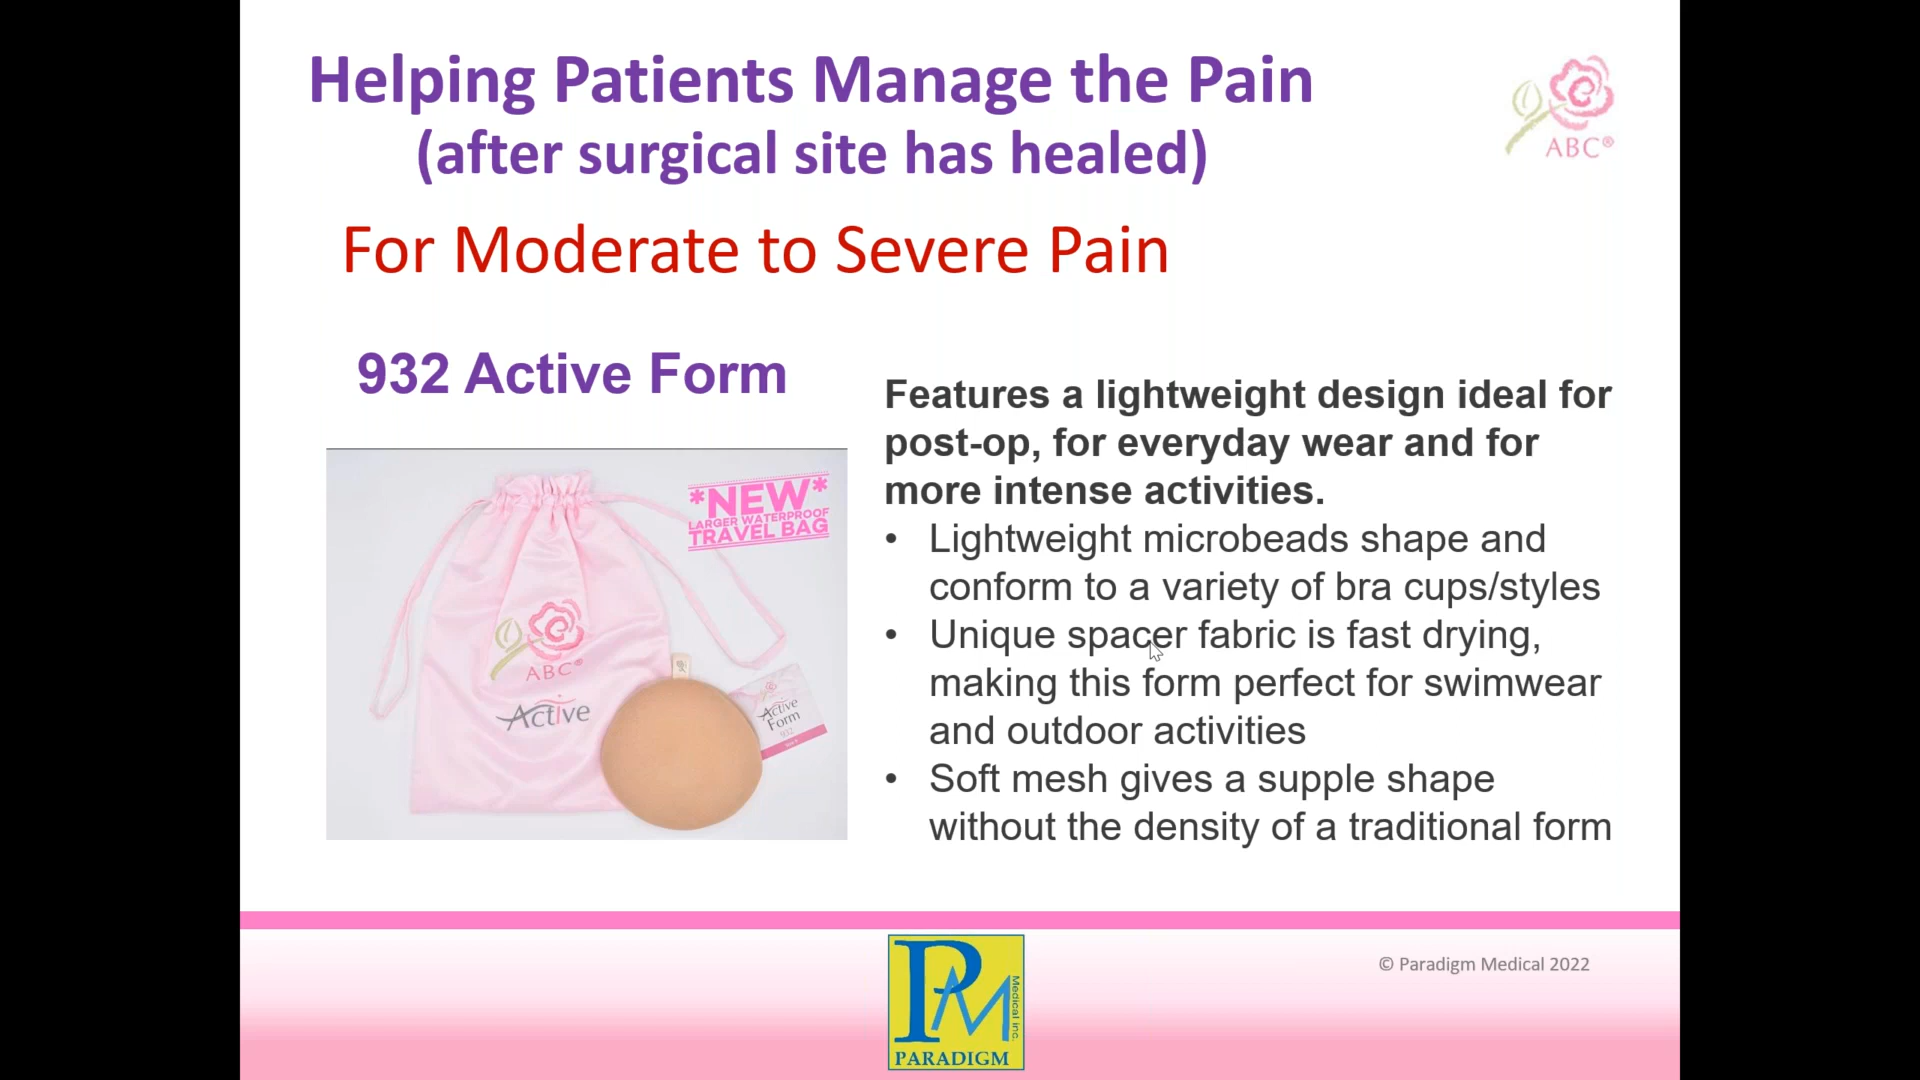 Helping Patients Manage the Pain
(after surgical site has healed)
ABC®
For Moderate to Severe Pain
932 Active Form
Features a lightweight design ideal for
post-op, for everyday wear and for
more intense activities.
• Lightweight microbeads shape and
conform to a variety of bra cups/styles
• Unique spacer fabric is fast drying,
making this form perfect for swimwear
and outdoor activities
• Soft mesh gives a supple shape
without the density of a traditional form
*NEW*
LARGER WATERPROOF
TRAVEL BAG
ABC®
Active
Active
Form
932
© Paradigm Medical 2022
PM
Medical inc.
PARADIGM